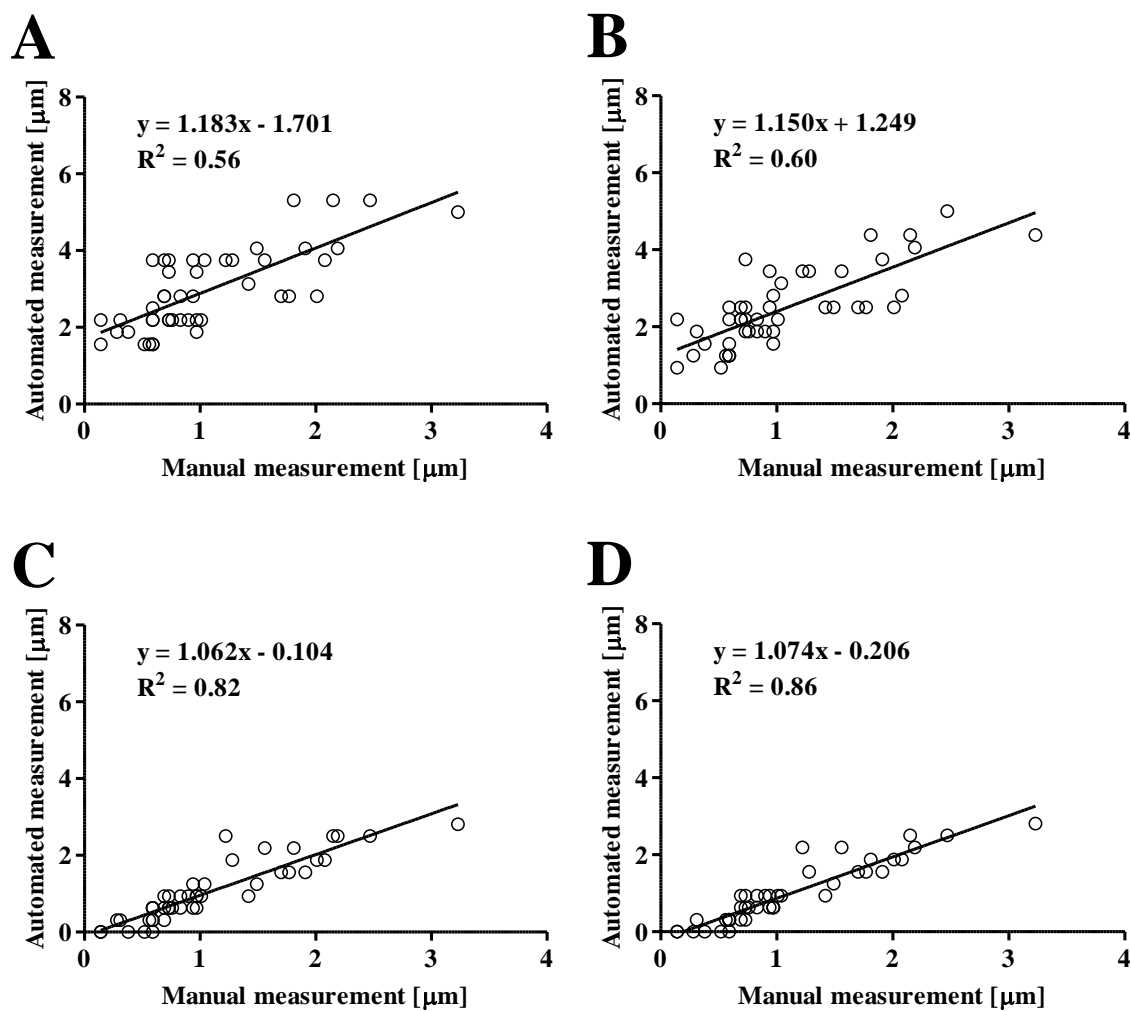 A
Automated measurement [μm]
8
6
4
2
0
y = 1.183x - 1.701
R² = 0.56
0 1 2 3 4
Manual measurement [μm]
B
Automated measurement [μm]
8
6
4
2
0
y = 1.150x + 1.249
R² = 0.60
0 1 2 3 4
Manual measurement [μm]
C
Automated measurement [μm]
8
6
4
2
0
y = 1.062x - 0.104
R² = 0.82
0 1 2 3 4
Manual measurement [μm]
D
Automated measurement [μm]
8
6
4
2
0
y = 1.074x - 0.206
R² = 0.86
0 1 2 3 4
Manual measurement [μm]